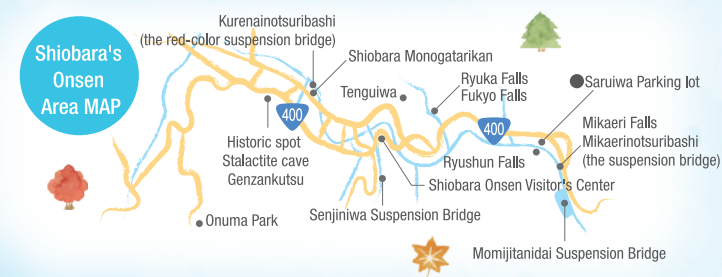 Shiobara's
Onsen
Area MAP
Kurenainotsuribashi
(the red-color suspension bridge)
Shiobara Monogatarikan
Tenguiwa
Ryuka Falls
Fukyo Falls
Saruiwa Parking lot
400
400
Historic spot
Stalactite cave
Genzankutsu
Mikaeri Falls
Mikaerinotsuribashi
(the suspension bridge)
Ryushun Falls
Shiobara Onsen Visitor's Center
Onuma Park
Senjiniwa Suspension Bridge
Momijitanidai Suspension Bridge